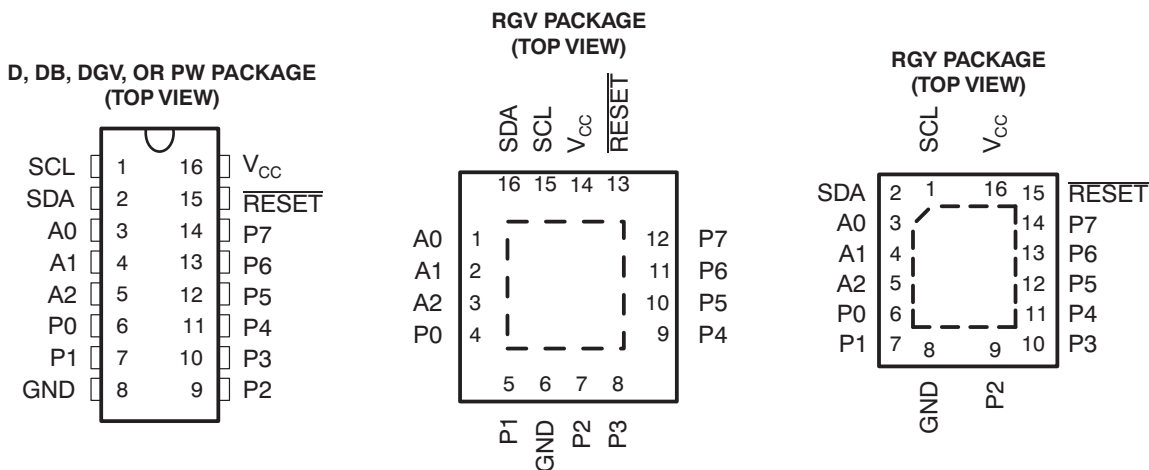 D, DB, DGV, OR PW PACKAGE
(TOP VIEW)
SCL 1 16 VCC
SDA 2 15 RESET
A0 3 14 P7
A1 4 13 P6
A2 5 12 P5
P0 6 11 P4
P1 7 10 P3
GND 8 9 P2
RGV PACKAGE
(TOP VIEW)
SDA SCL VCC RESET
16 15 14 13
A0 1 12 P7
A1 2 11 P6
A2 3 10 P5
P0 4 9 P4
5 6 7 8
P1 GND P2 P3
RGY PACKAGE
(TOP VIEW)
SCL VCC
SDA 2 1 16 15 RESET
A0 3 14 P7
A1 4 13 P6
A2 5 12 P5
P0 6 11 P4
P1 7 8 9 10 P3
GND P2